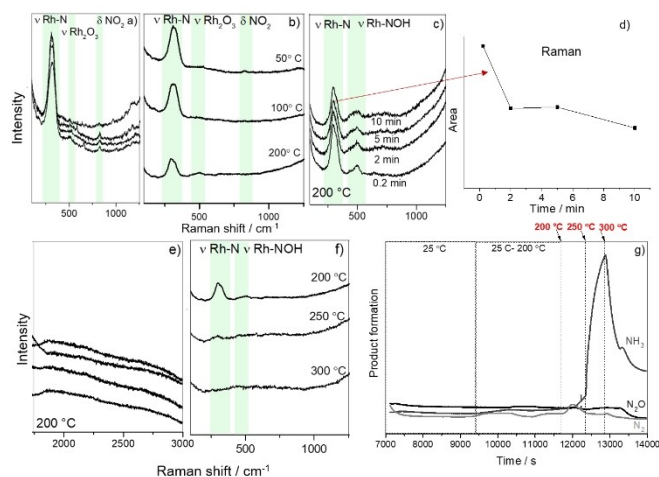 ν Rh-N δ NO2 a)
ν Rh2O3
Intensity
500 1000
b)
ν Rh-N ν Rh2O3 δ NO2
50° C
100° C
200° C
500 1000
Raman shift / cm-1
c)
ν Rh-N ν Rh-NOH
10 min
5 min
2 min
0.2 min
200 °C
500 1000
d)
Raman
Area
0 2 4 6 8 10
Time / min
e)
Intensity
200 °C
2000 2500 3000
f)
ν Rh-N ν Rh-NOH
200 °C
250 °C
300 °C
500 1000
Raman shift / cm-1
200 °C 250 °C 300 °C
g)
25 °C 25 C- 200 °C
Product formation
NH3
N2O
N2
7000 8000 9000 10000 11000 12000 13000 14000
Time / s